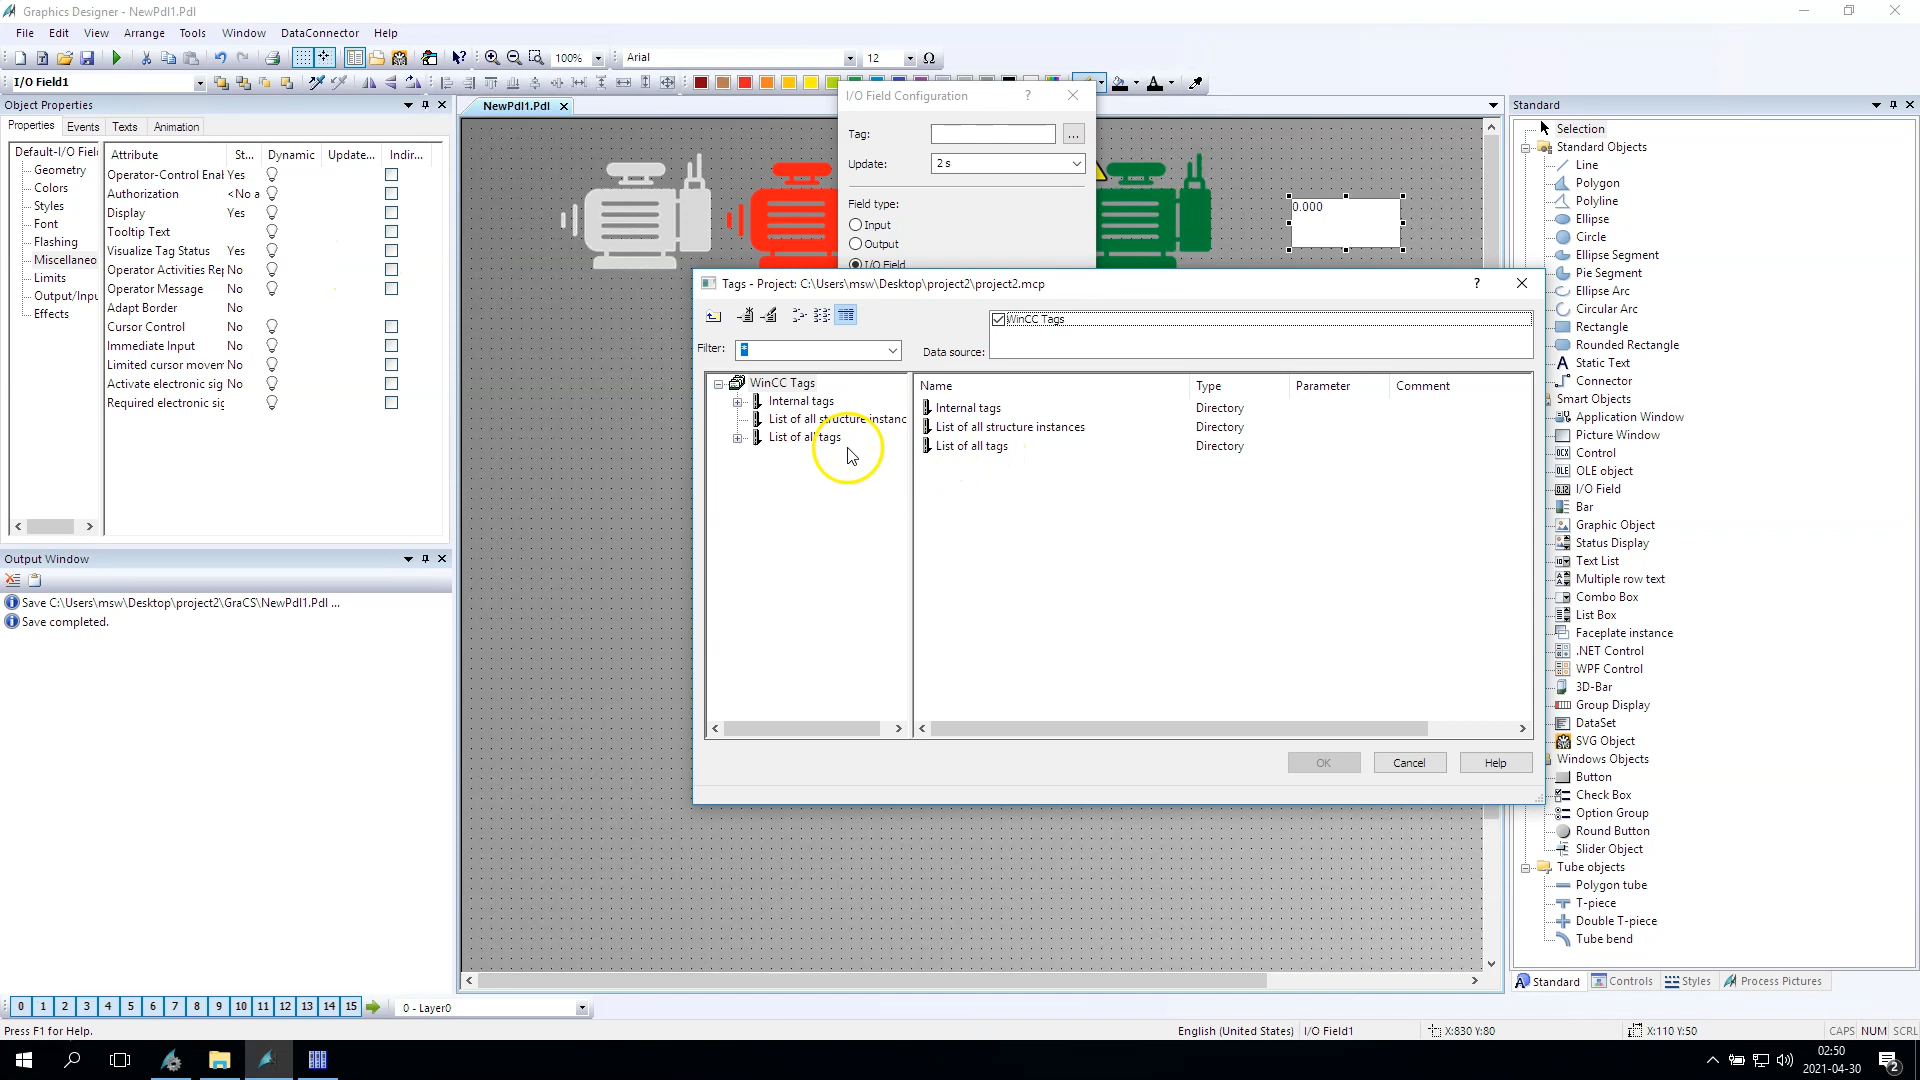 Graphics Designer - NewPdl1.Pdl
File Edit View Arrange Tools Window DataConnector Help
100% Arial 12 Ω
I/O Field1
Object Properties
Properties Events Texts Animation
Default-I/O Fiel
Geometry
Colors
Styles
Font
Flashing
Miscellaneo
Limits
Output/Inpu
Effects
Attribute St... Dynamic Update... Indir...
Operator-Control Enal Yes
Authorization <No a
Display Yes
Tooltip Text
Visualize Tag Status Yes
Operator Activities Rep No
Operator Message No
Adapt Border No
Cursor Control No
Immediate Input No
Limited cursor movem No
Activate electronic sig No
Required electronic sig
Output Window
Save C:\Users\msw\Desktop\project2\GraCS\NewPdl1.Pdl ...
Save completed.
NewPdl1.Pdl
0.000
I/O Field Configuration ?
Tag: ...
Update: 2 s
Field type:
Input
Output
I/O Field
Tags - Project: C:\Users\msw\Desktop\project2\project2.mcp ?
Filter: *
Data source: WinCC Tags
WinCC Tags
Internal tags
List of all structure instanc
List of all tags
Name Type Parameter Comment
Internal tags Directory
List of all structure instances Directory
List of all tags Directory
OK Cancel Help
Standard
Selection
Standard Objects
Line
Polygon
Polyline
Ellipse
Circle
Ellipse Segment
Pie Segment
Ellipse Arc
Circular Arc
Rectangle
Rounded Rectangle
Static Text
Connector
Smart Objects
Application Window
Picture Window
Control
OLE object
I/O Field
Bar
Graphic Object
Status Display
Text List
Multiple row text
Combo Box
List Box
Faceplate instance
.NET Control
WPF Control
3D-Bar
Group Display
DataSet
SVG Object
Windows Objects
Button
Check Box
Option Group
Round Button
Slider Object
Tube objects
Polygon tube
T-piece
Double T-piece
Tube bend
Standard Controls Styles Process Pictures
0 1 2 3 4 5 6 7 8 9 10 11 12 13 14 15 0 - Layer0
Press F1 for Help. English (United States) I/O Field1 X:830 Y:80 X:110 Y:50 CAPS NUM SCRL
02:50
2021-04-30
2